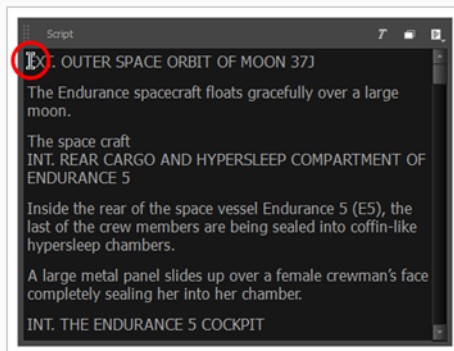 Script
EXT. OUTER SPACE ORBIT OF MOON 37J
The Endurance spacecraft floats gracefully over a large
moon.
The space craft
INT. REAR CARGO AND HYPERSLEEP COMPARTMENT OF
ENDURANCE 5
Inside the rear of the space vessel Endurance 5 (E5), the
last of the crew members are being sealed into coffin-like
hypersleep chambers.
A large metal panel slides up over a female crewman’s face
completely sealing her into her chamber.
INT. THE ENDURANCE 5 COCKPIT